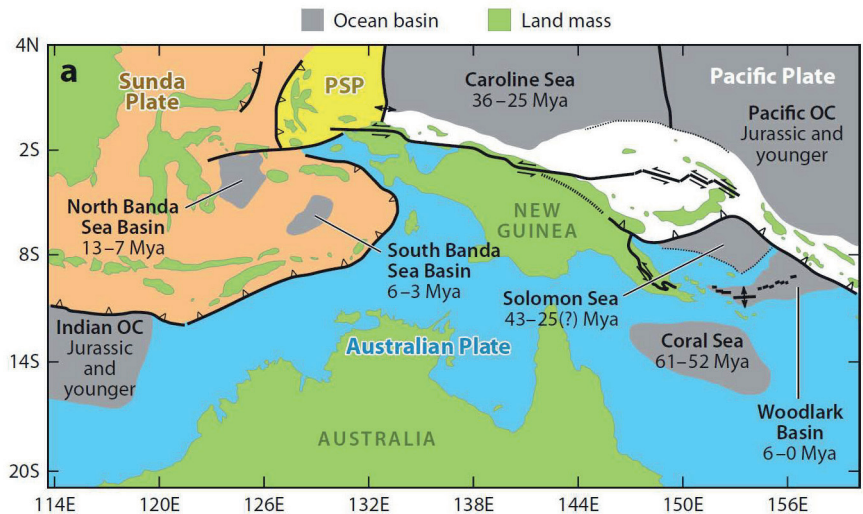 Ocean basin
Land mass
4N
2S
8S
14S
20S
a
Sunda
Plate
PSP
Caroline Sea
36–25 Mya
Pacific Plate
Pacific OC
Jurassic and
younger
North Banda
Sea Basin
13–7 Mya
South Banda
Sea Basin
6–3 Mya
NEW
GUINEA
Solomon Sea
43–25(?) Mya
Indian OC
Jurassic
and
younger
Australian Plate
Coral Sea
61–52 Mya
Woodlark
Basin
6–0 Mya
AUSTRALIA
114E
120E
126E
132E
138E
144E
150E
156E